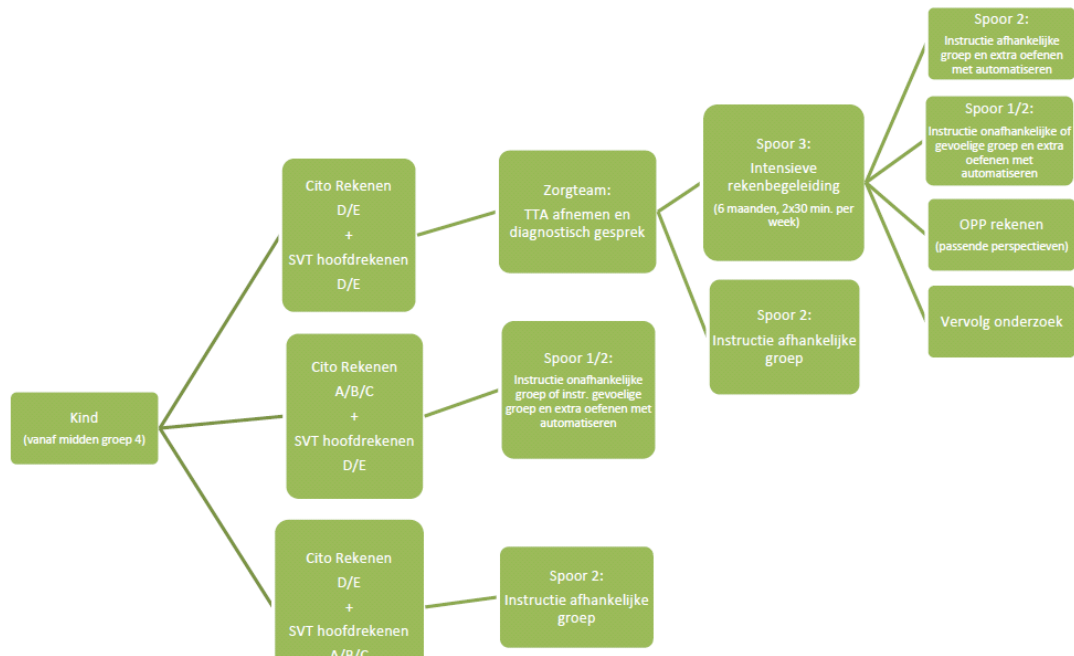 Kind
(vanaf midden groep 4)
Cito Rekenen
D/E
+
SVT hoofdrekenen
D/E
Cito Rekenen
A/B/C
+
SVT hoofdrekenen
D/E
Cito Rekenen
D/E
+
SVT hoofdrekenen
A/B/C
Zorgteam:
TTA afnemen en
diagnostisch gesprek
Spoor 1/2:
Instructie onafhankelijke
groep of instr. gevoelige
groep en extra oefenen met
automatiseren
Spoor 2:
Instructie afhankelijke
groep
Spoor 3:
Intensieve
rekenbegeleiding
(6 maanden, 2x30 min. per
week)
Spoor 2:
Instructie afhankelijke
groep
Spoor 2:
Instructie afhankelijke
groep en extra oefenen
met automatiseren
Spoor 1/2:
Instructie onafhankelijke of
gevoelige groep en extra
oefenen met
automatiseren
OPP rekenen
(passende perspectieven)
Vervolg onderzoek